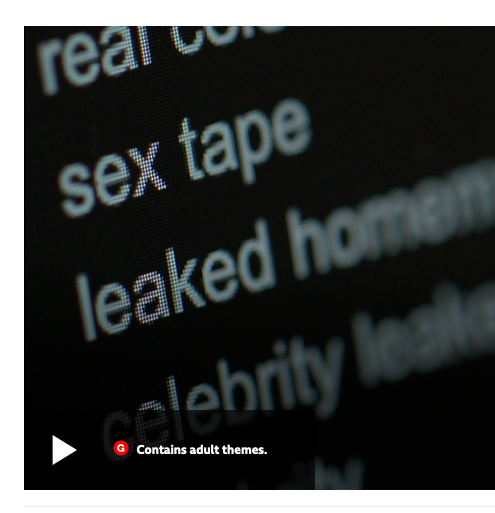 real
sex tape
leaked homem
celebrity leake
G Contains adult themes.